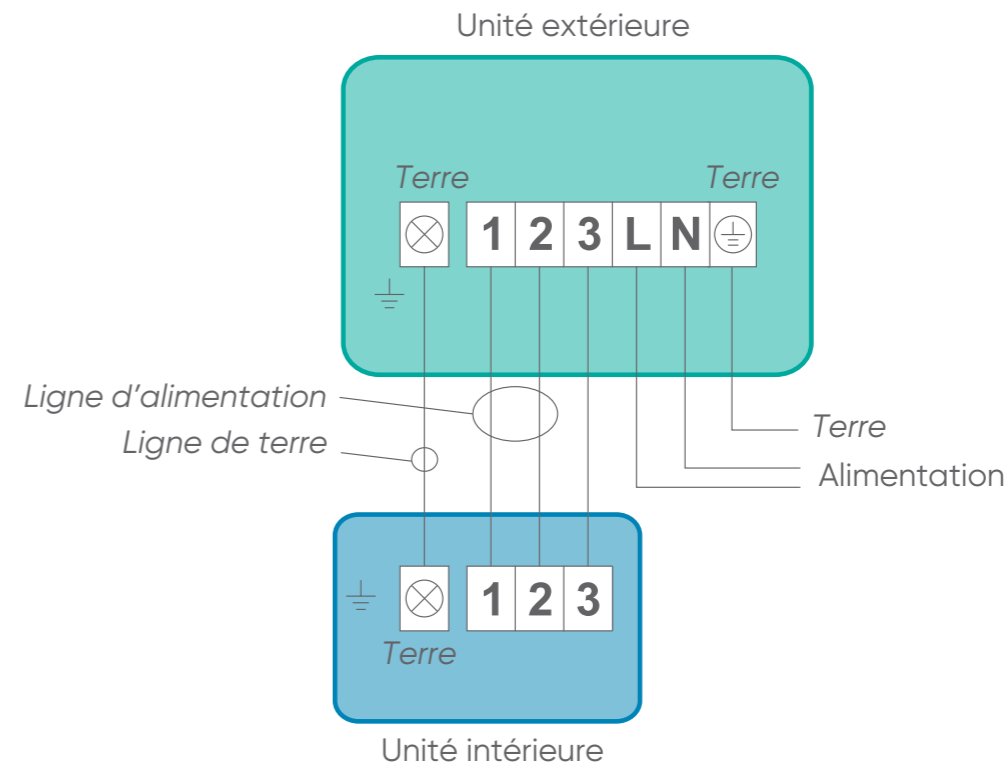 Unité extérieure
Terre Terre
1 2 3 L N
Ligne d’alimentation
Ligne de terre
Terre
Alimentation
1 2 3
Terre
Unité intérieure